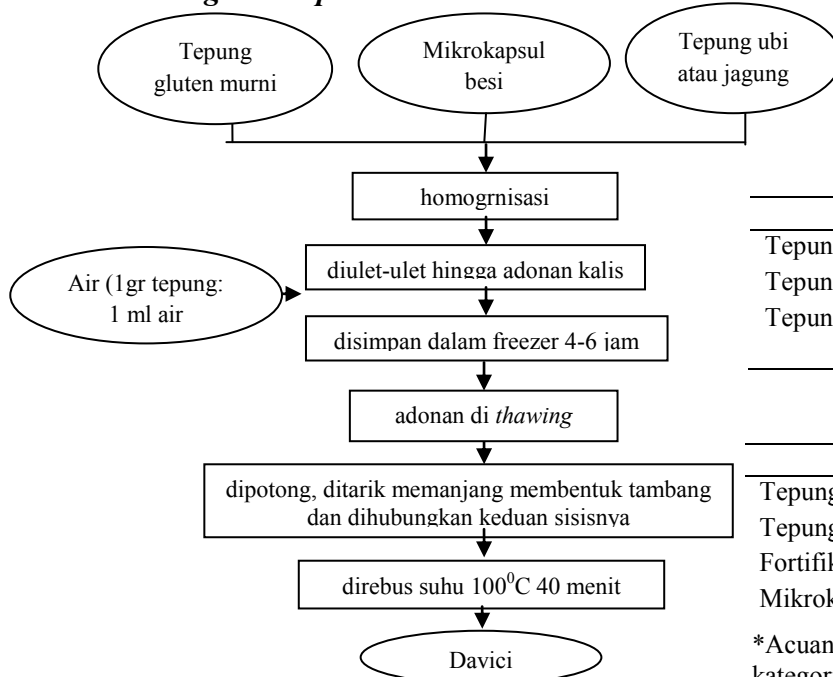 Tepung
gluten murni
Mikrokapsul
besi
Tepung ubi
atau jagung
homogrnisasi
diulet-ulet hingga adonan kalis
Air (1gr tepung:
1 ml air
disimpan dalam freezer 4-6 jam
adonan di thawing
dipotong, ditarik memanjang membentuk tambang
dan dihubungkan keduan sisisnya
direbus suhu 100⁰C 40 menit
Davici
Tepun
Tepun
Tepun
Tepung
Tepung
Fortifik
Mikrok
*Acuan